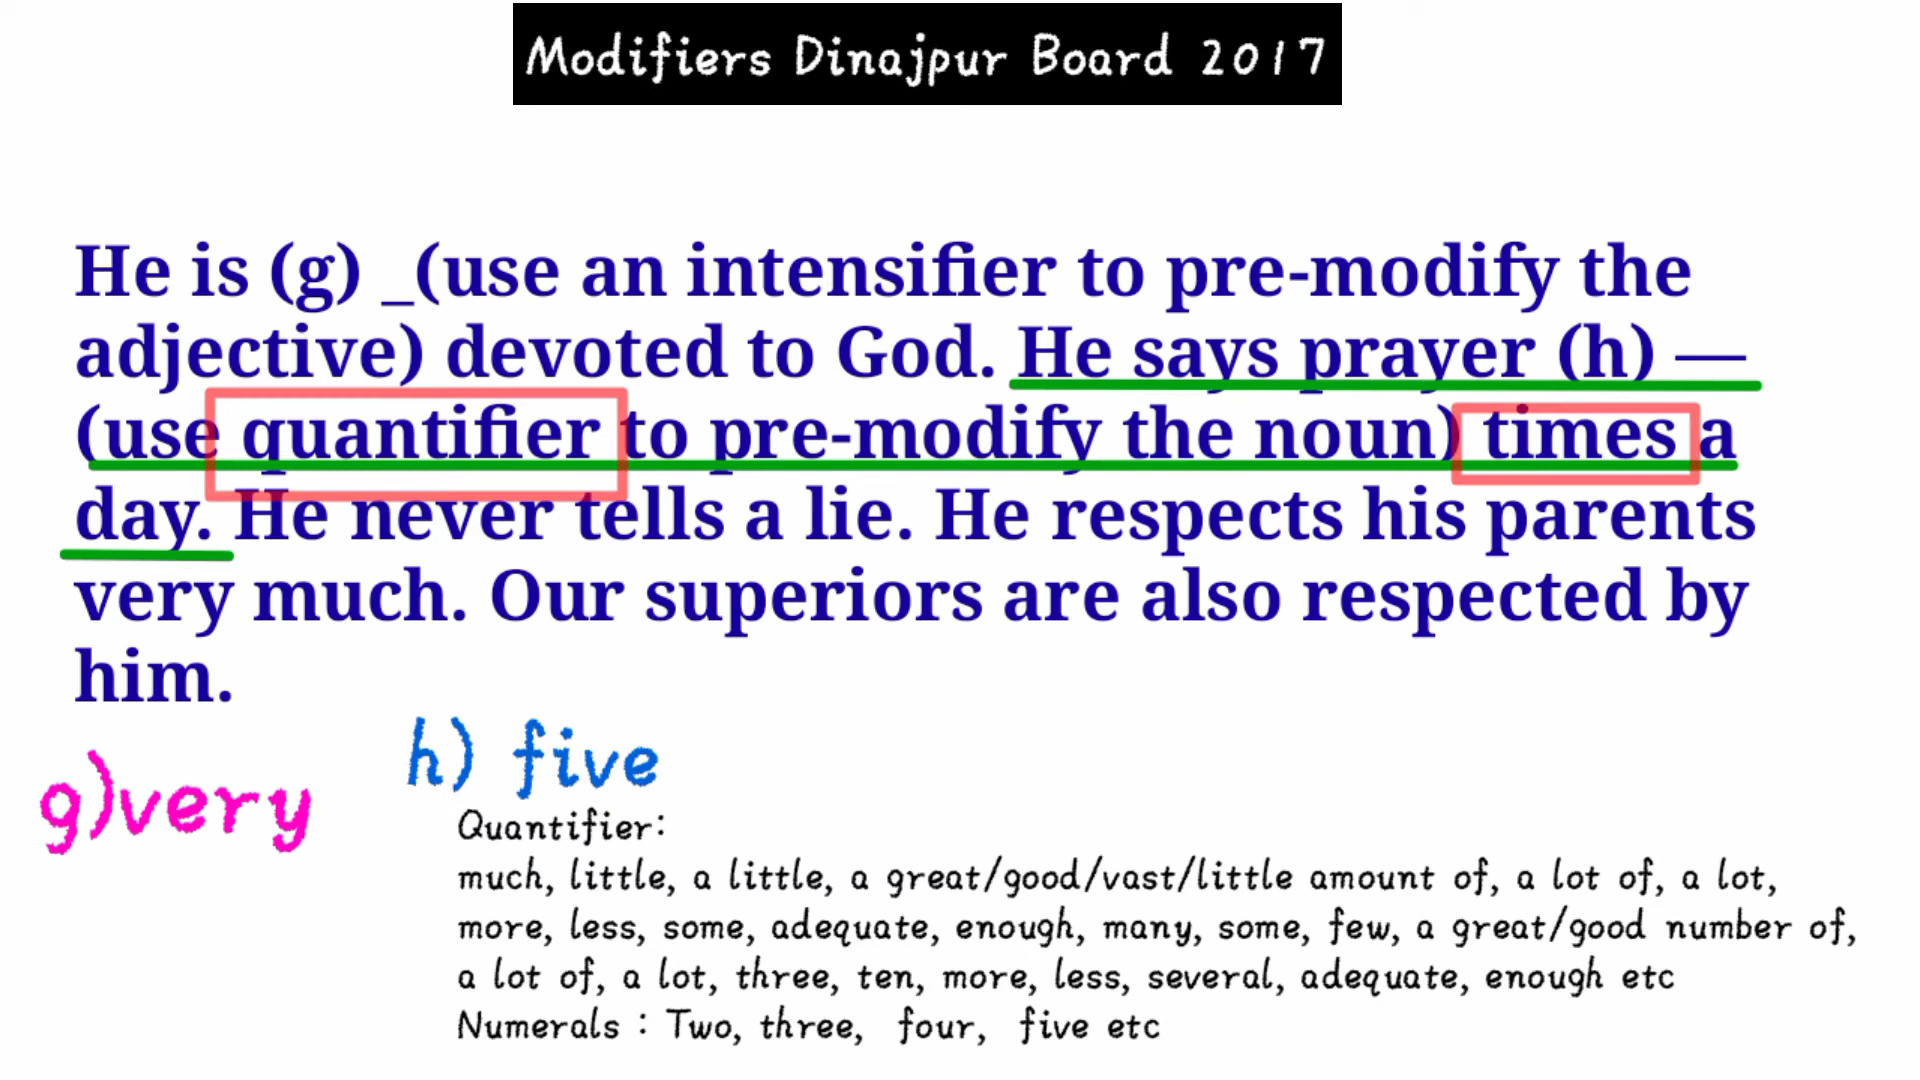 Modifiers Dinajpur Board 2017
He is (g) _(use an intensifier to pre-modify the
adjective) devoted to God. He says prayer (h) —
(use quantifier to pre-modify the noun) times a
day. He never tells a lie. He respects his parents
very much. Our superiors are also respected by
him.
h) five
g)very
Quantifier:
much, little, a little, a great/good/vast/little amount of, a lot of, a lot,
more, less, some, adequate, enough, many, some, few, a great/good number of,
a lot of, a lot, three, ten, more, less, several, adequate, enough etc
Numerals : Two, three, four, five etc